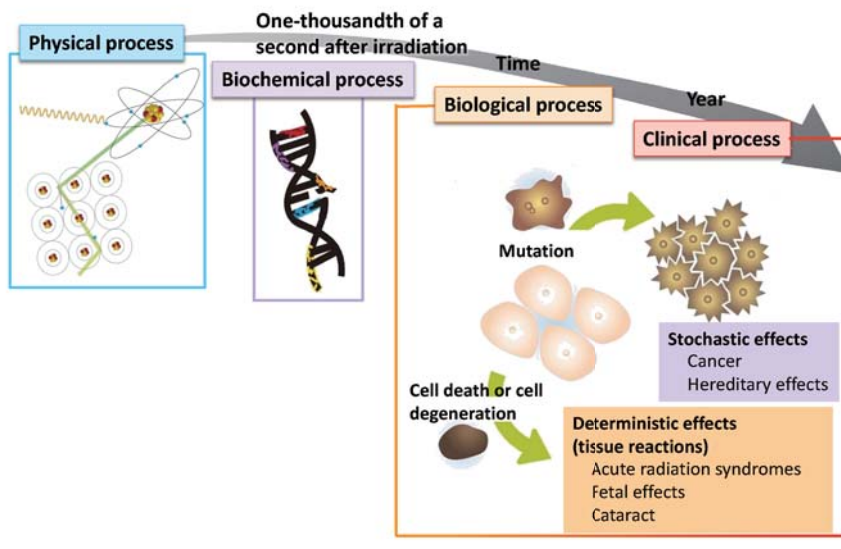 Physical process
One-thousandth of a
second after irradiation
Time
Year
Biochemical process
Biological process
Clinical process
Mutation
Stochastic effects
Cancer
Hereditary effects
Cell death or cell
degeneration
Deterministic effects
(tissue reactions)
Acute radiation syndromes
Fetal effects
Cataract